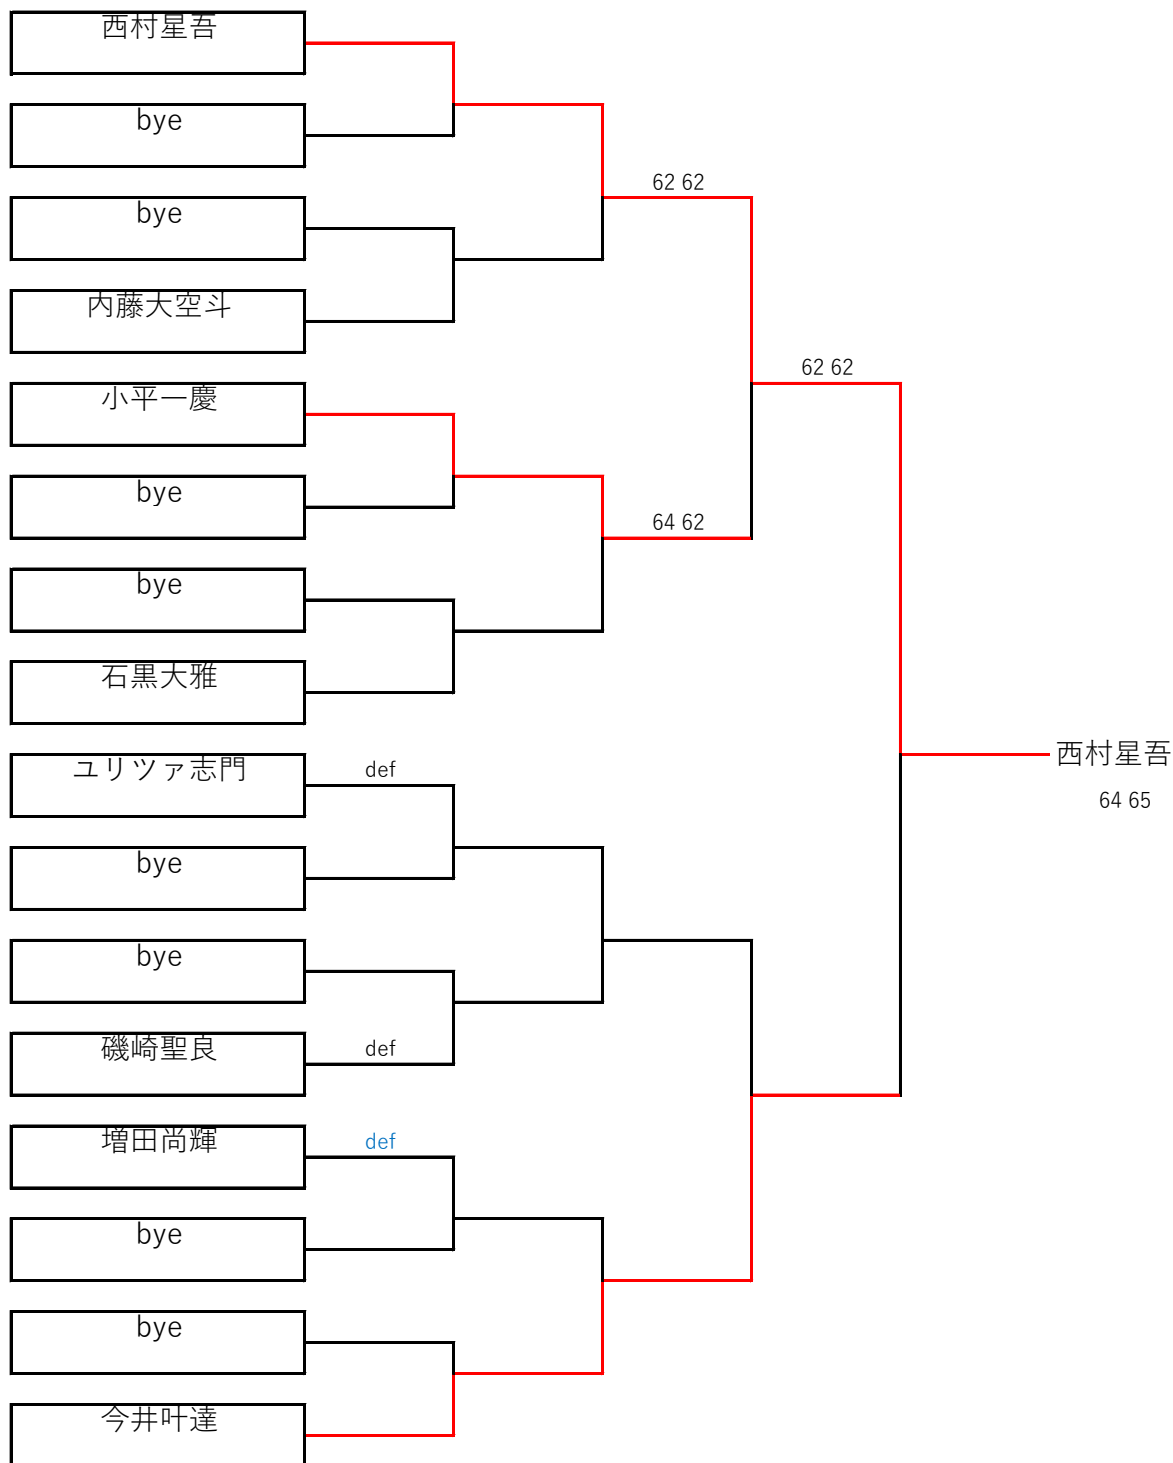 西村星吾
bye
62 62
bye
内藤大空斗
62 62
小平一慶
bye
64 62
bye
石黒大雅
西村星吾
ユリツァ志門
def
64 65
bye
bye
磯崎聖良
def
増田尚輝
def
bye
bye
今井叶達